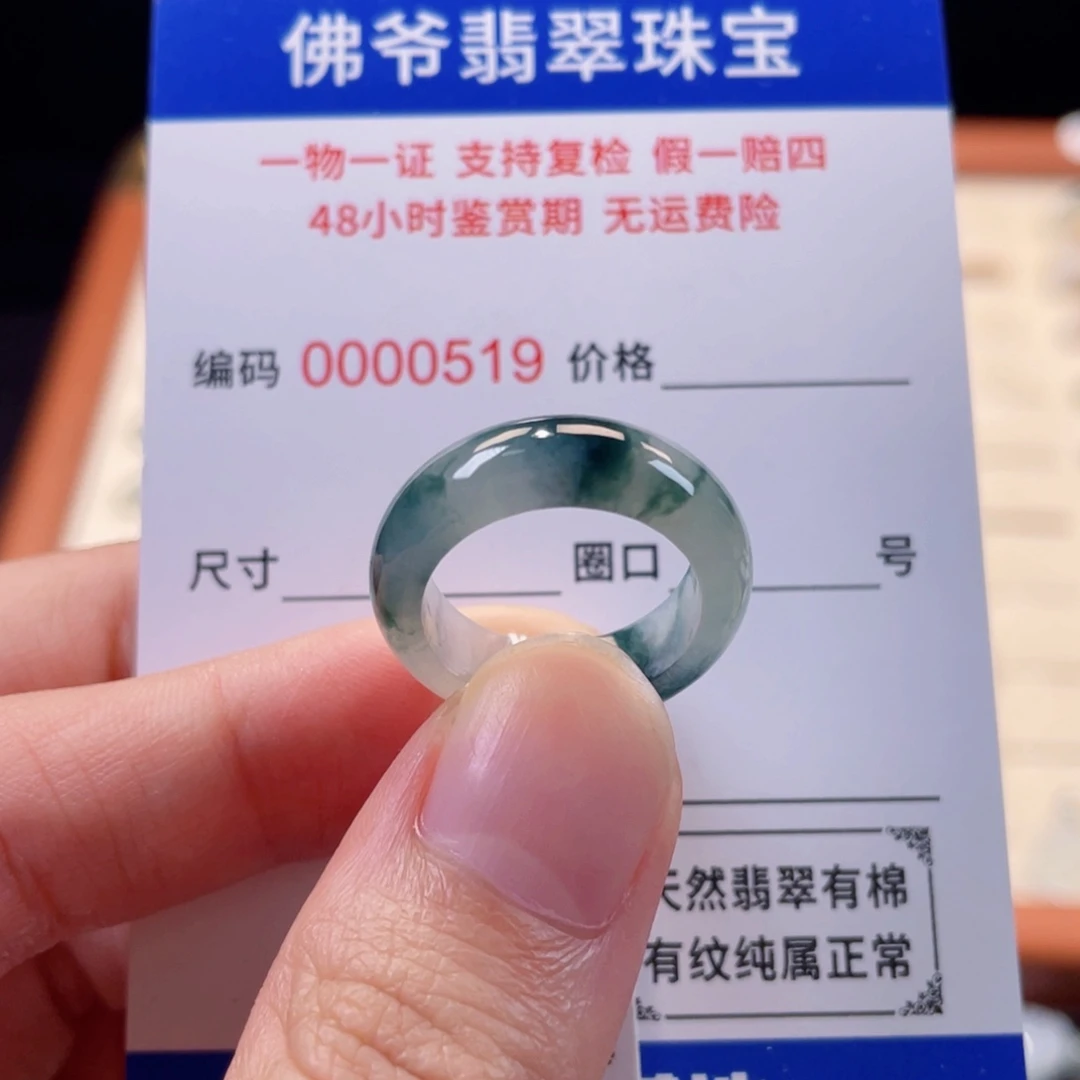 佛爷翡翠珠宝
一物一证 支持复检 假一赔四
48小时鉴赏期 无运费险
编码 0000519 价格
尺寸 圈口 号
天然翡翠有棉
有纹纯属正常